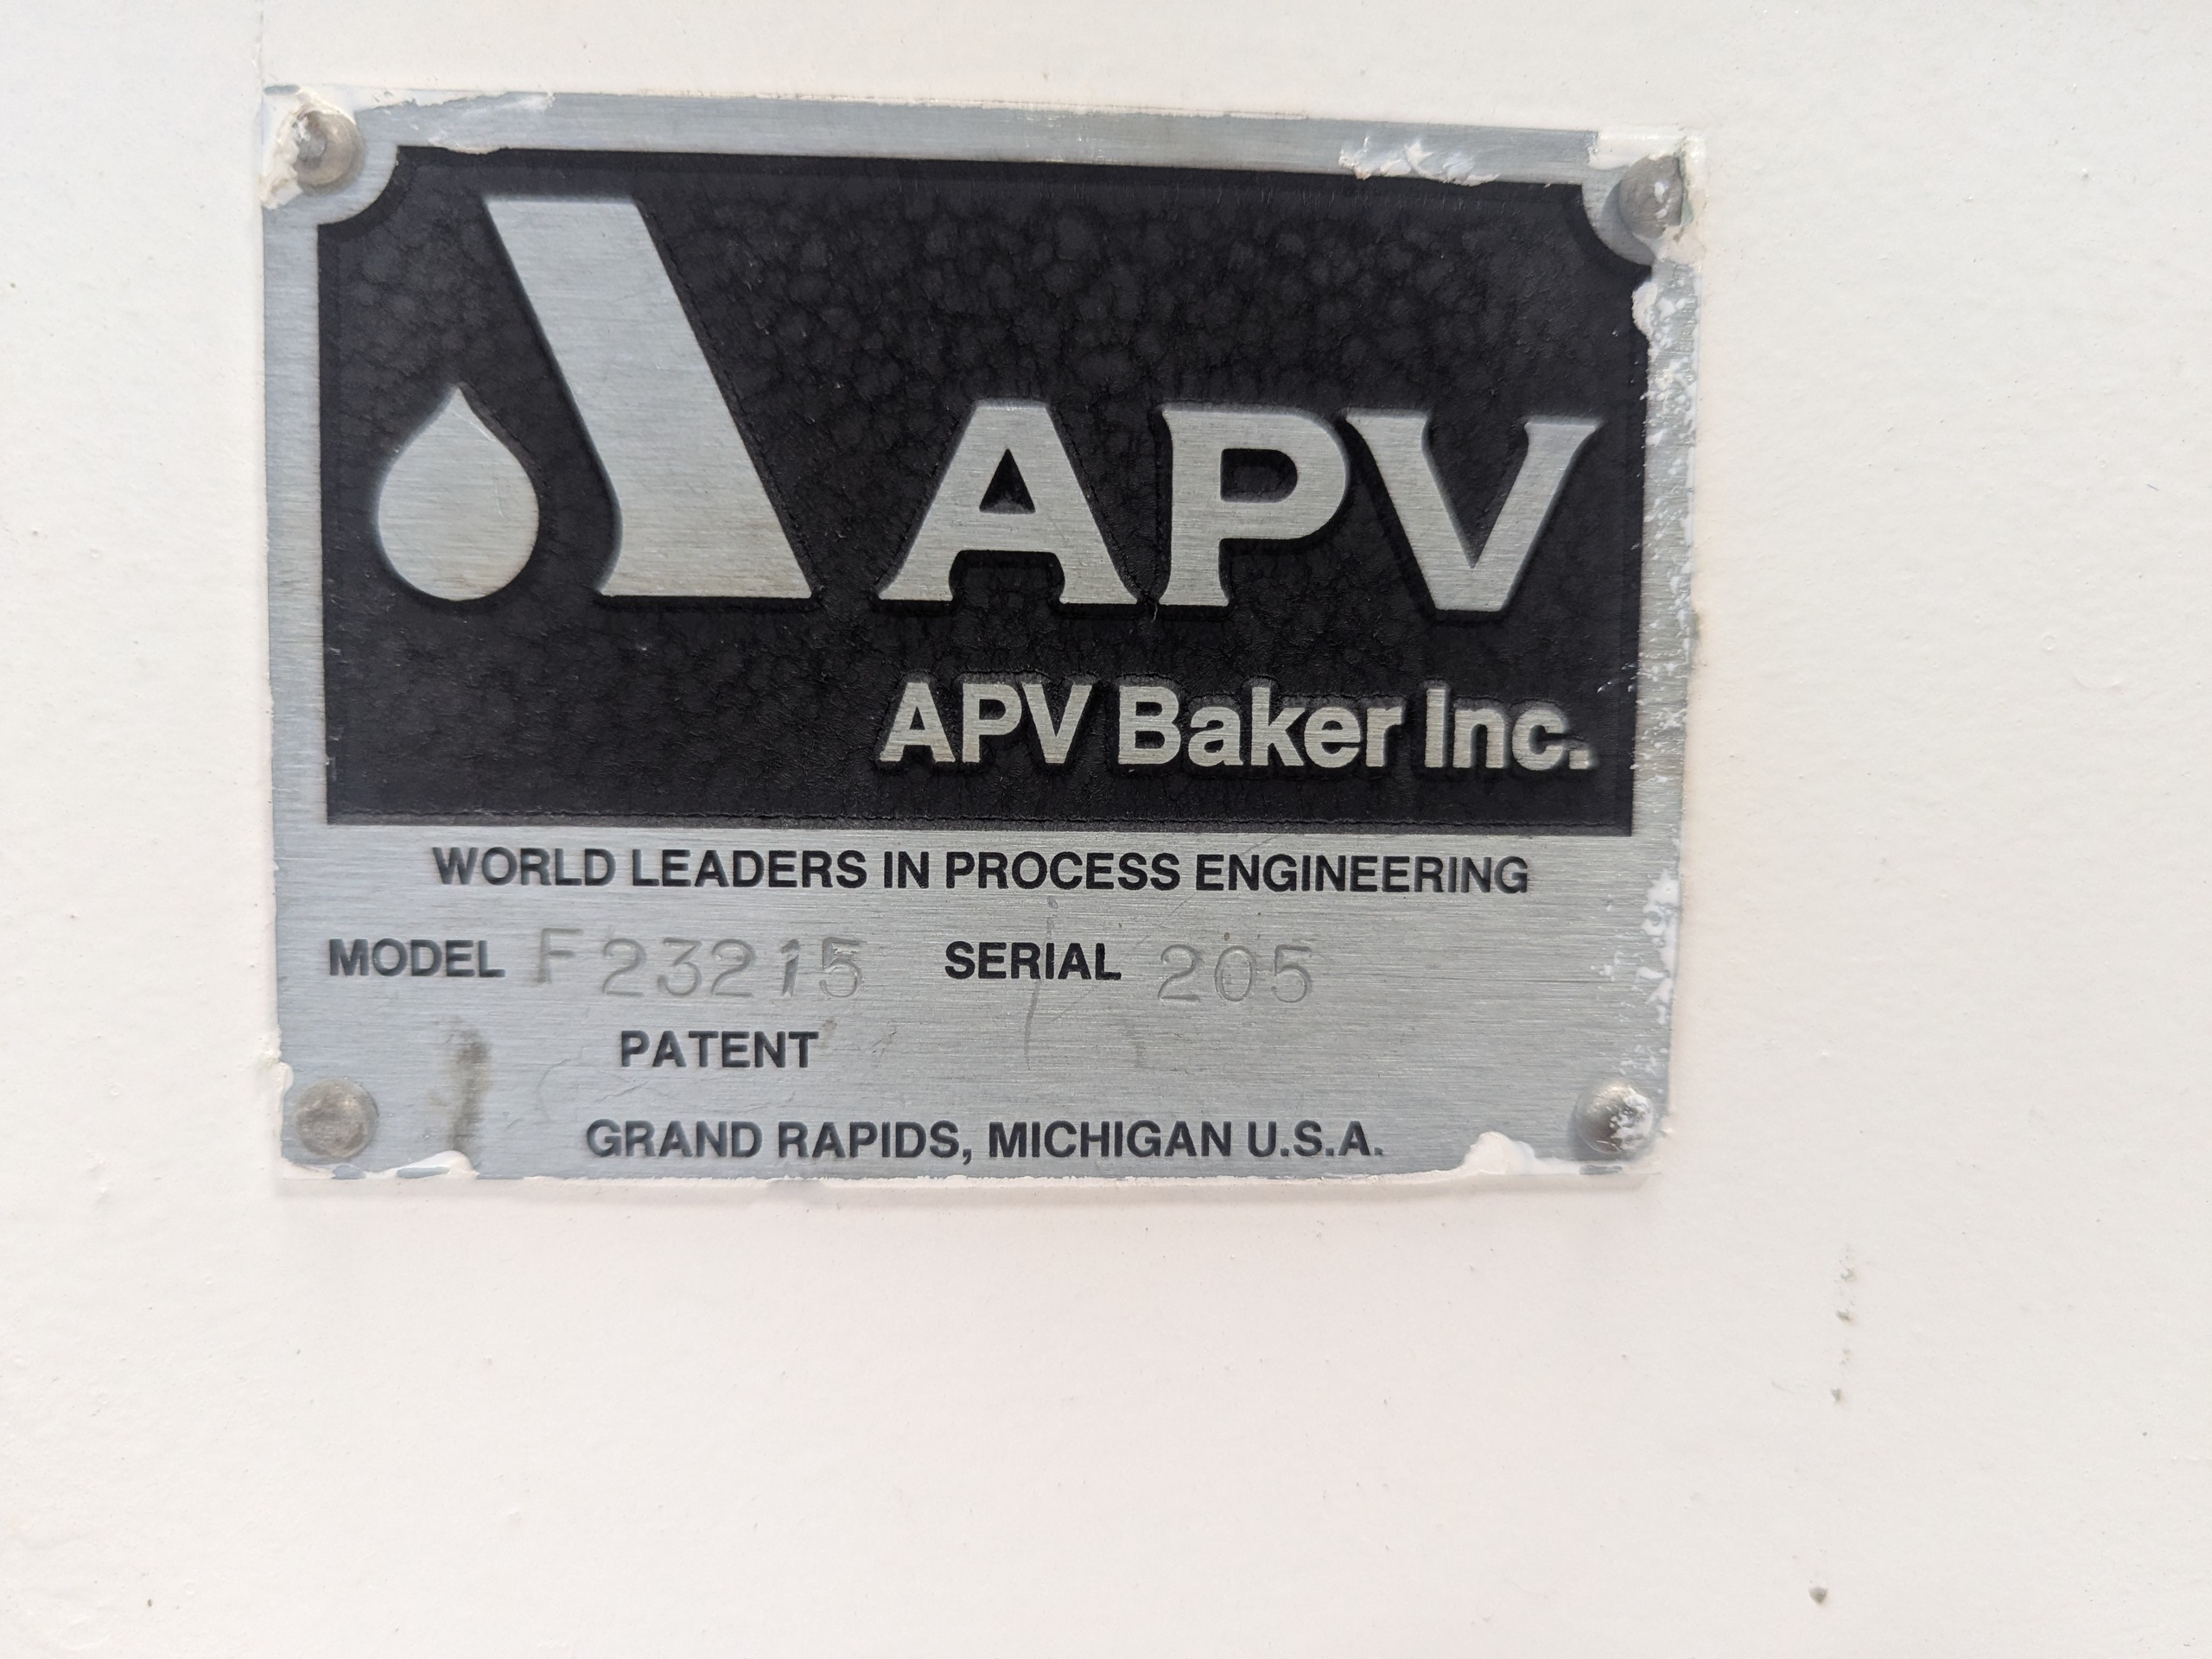 APV
APV Baker Inc.
WORLD LEADERS IN PROCESS ENGINEERING
MODEL F23215 SERIAL 205
PATENT
GRAND RAPIDS, MICHIGAN U.S.A.